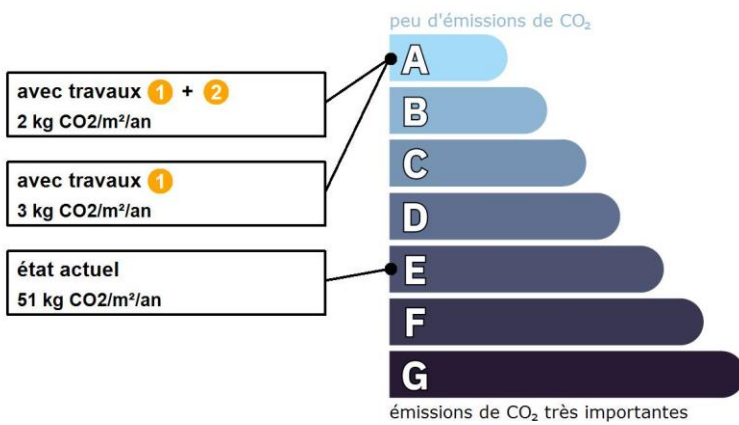 peu d'émissions de CO₂
avec travaux 1 + 2
2 kg CO2/m²/an
avec travaux 1
3 kg CO2/m²/an
état actuel
51 kg CO2/m²/an
A
B
C
D
E
F
G
émissions de CO₂ très importantes